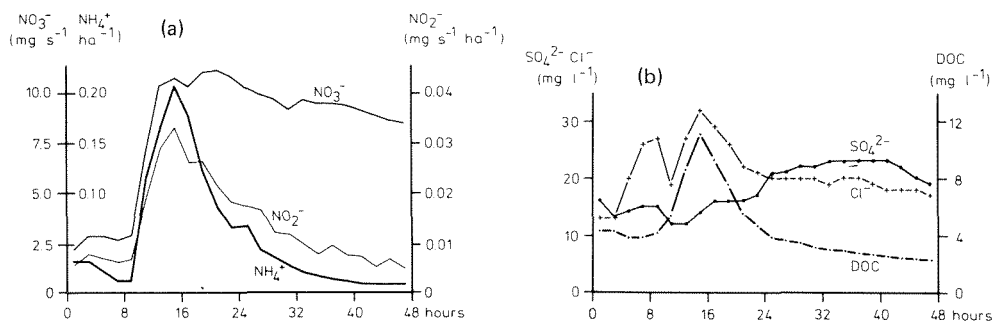 NO₃⁻ NH₄⁺ (a)
(mg s⁻¹ ha⁻¹)
10.0 0.20
7.5 0.15
5.0 0.10
2.5
0 0
NO₂⁻
(mg s⁻¹ ha⁻¹)
0.04
0.03
0.02
0.01
0
NO₃⁻
NO₂⁻
NH₄⁺
0 8 16 24 32 40 48 hours
SO₄²⁻ Cl⁻ (b)
(mg l⁻¹)
30
20
10
0
DOC
(mg l⁻¹)
12
8
4
0
SO₄²⁻
Cl⁻
DOC
0 8 16 24 32 40 48 hours